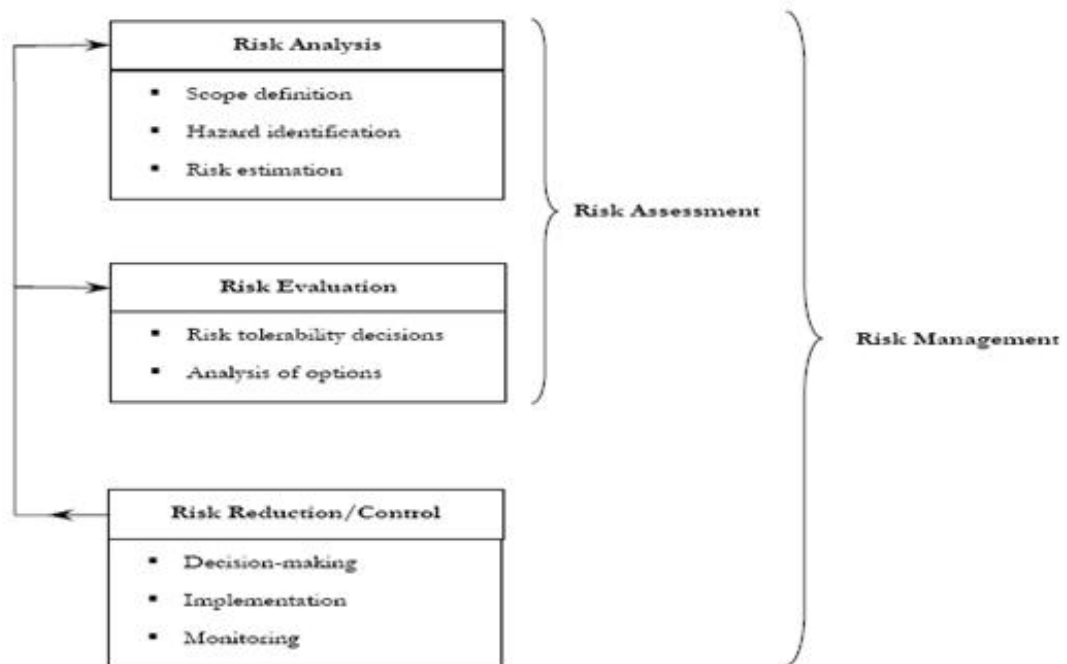 Risk Analysis
Scope definition
Hazard identification
Risk estimation
Risk Assessment
Risk Evaluation
Risk tolerability decisions
Analysis of options
Risk Management
Risk Reduction/Control
Decision-making
Implementation
Monitoring